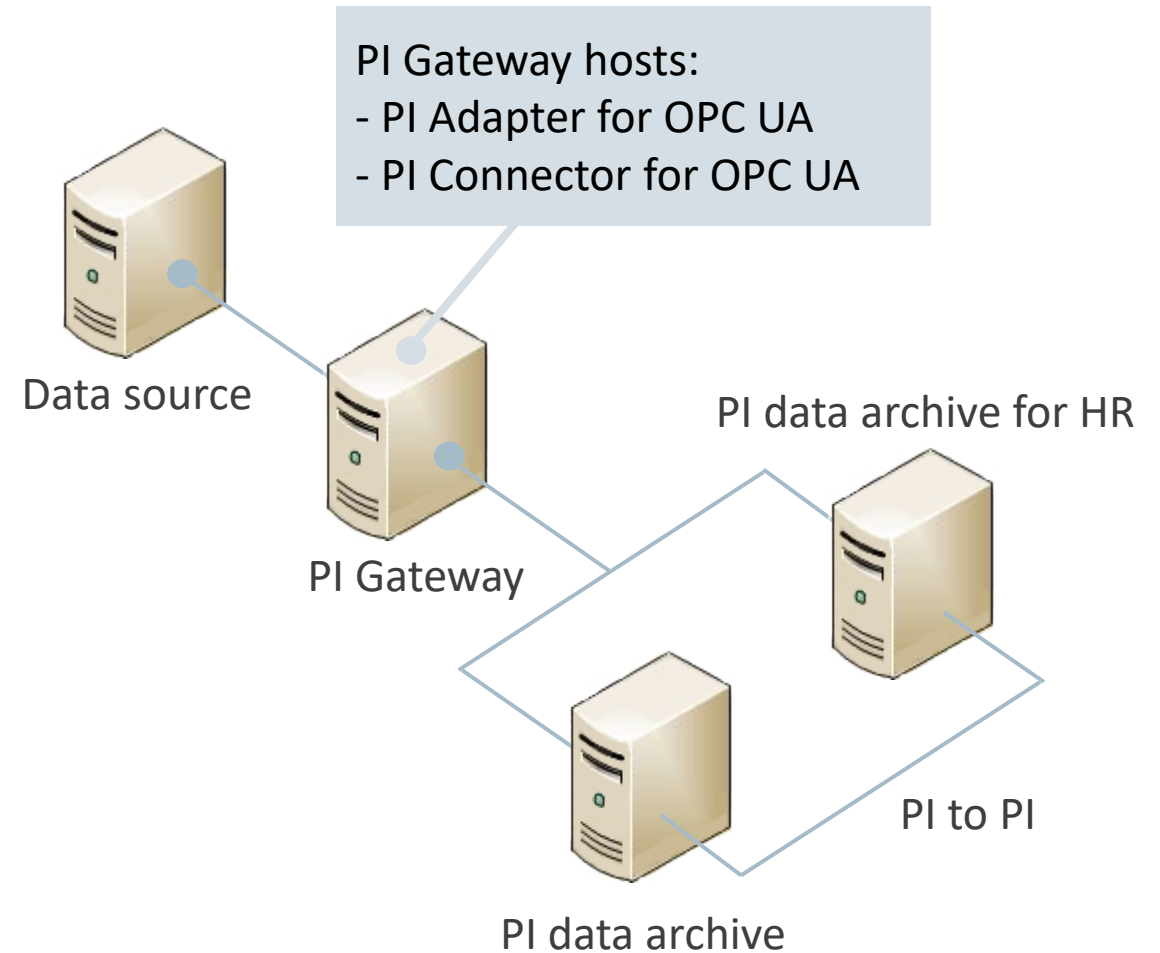 PI Gateway hosts:
- PI Adapter for OPC UA
- PI Connector for OPC UA
Data source
PI data archive for HR
PI Gateway
PI to PI
PI data archive